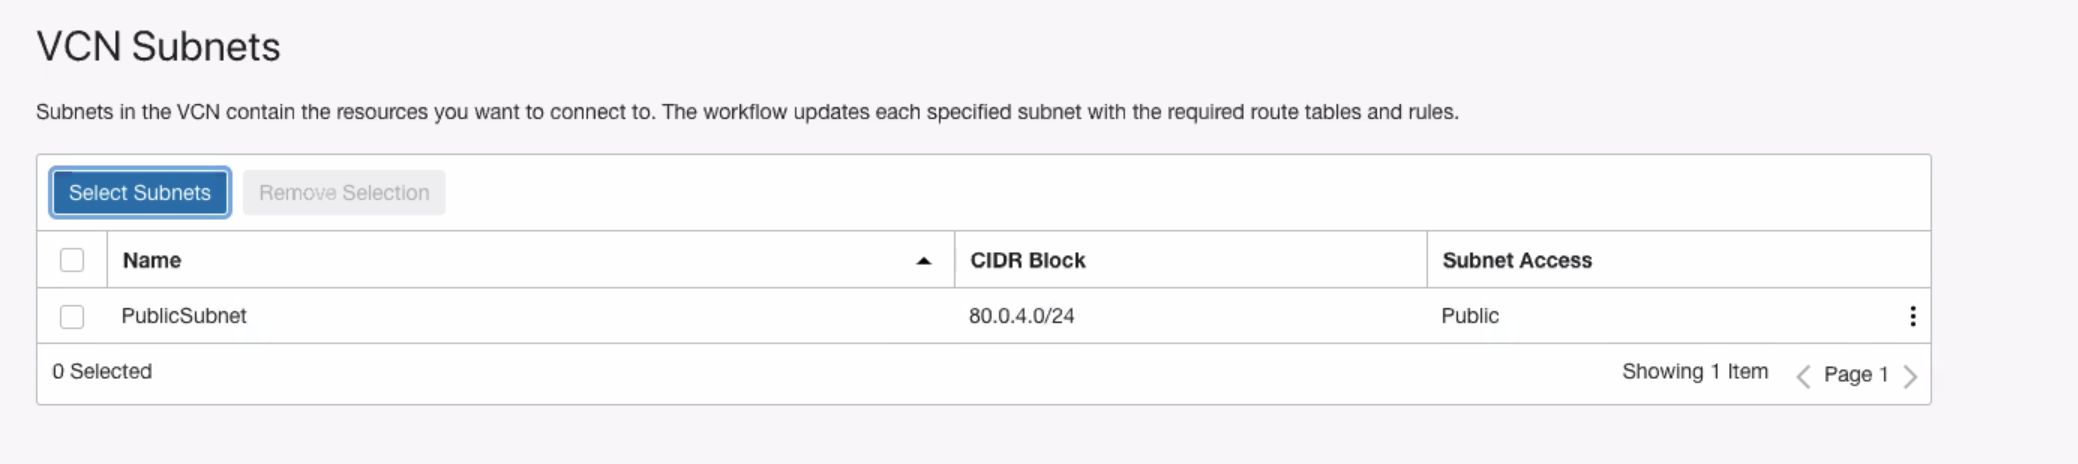 VCN Subnets
Subnets in the VCN contain the resources you want to connect to. The workflow updates each specified subnet with the required route tables and rules.
Select Subnets Remove Selection
Name CIDR Block Subnet Access
PublicSubnet 80.0.4.0/24 Public
0 Selected Showing 1 Item Page 1